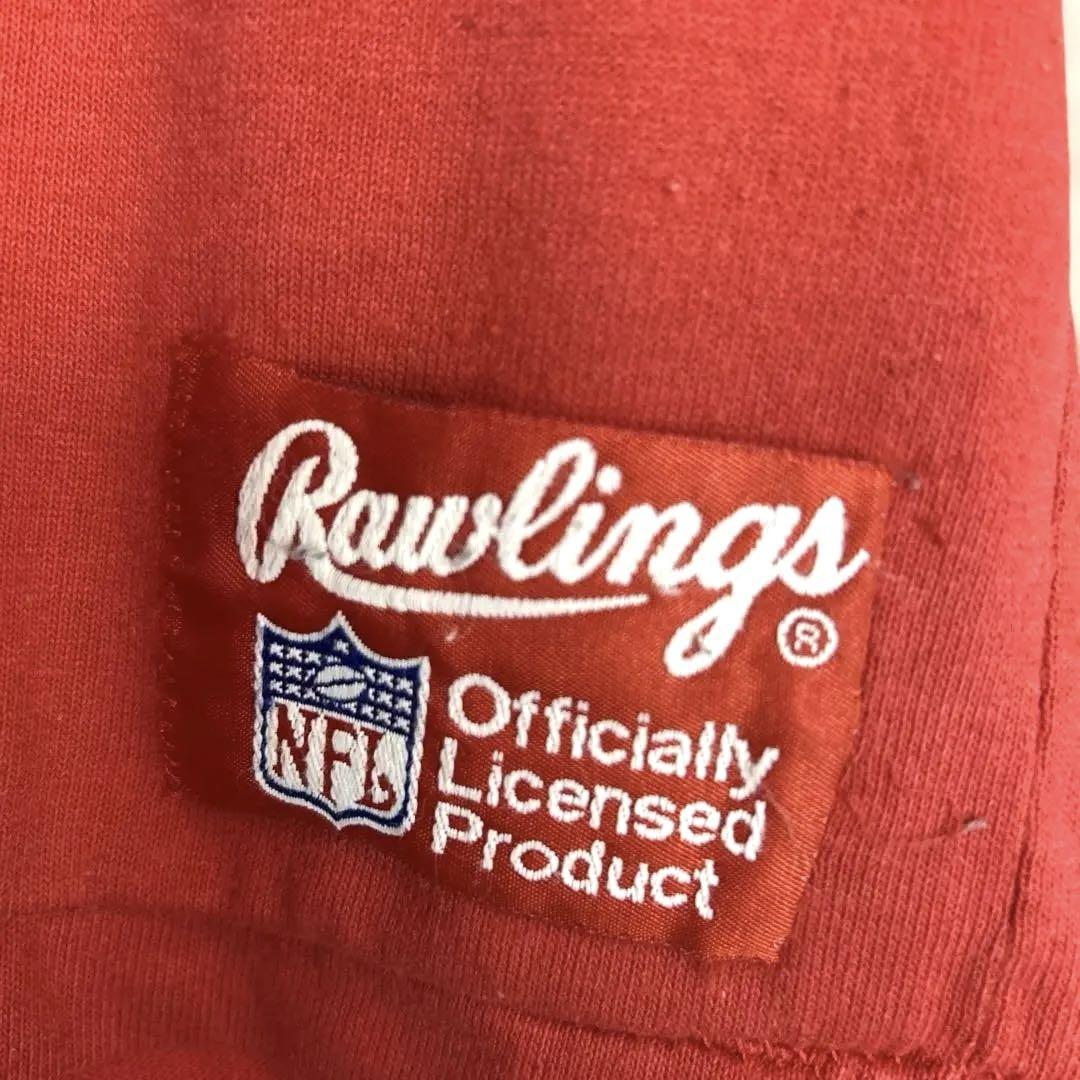 Rawlings
®
NFL
Officially
Licensed
Product